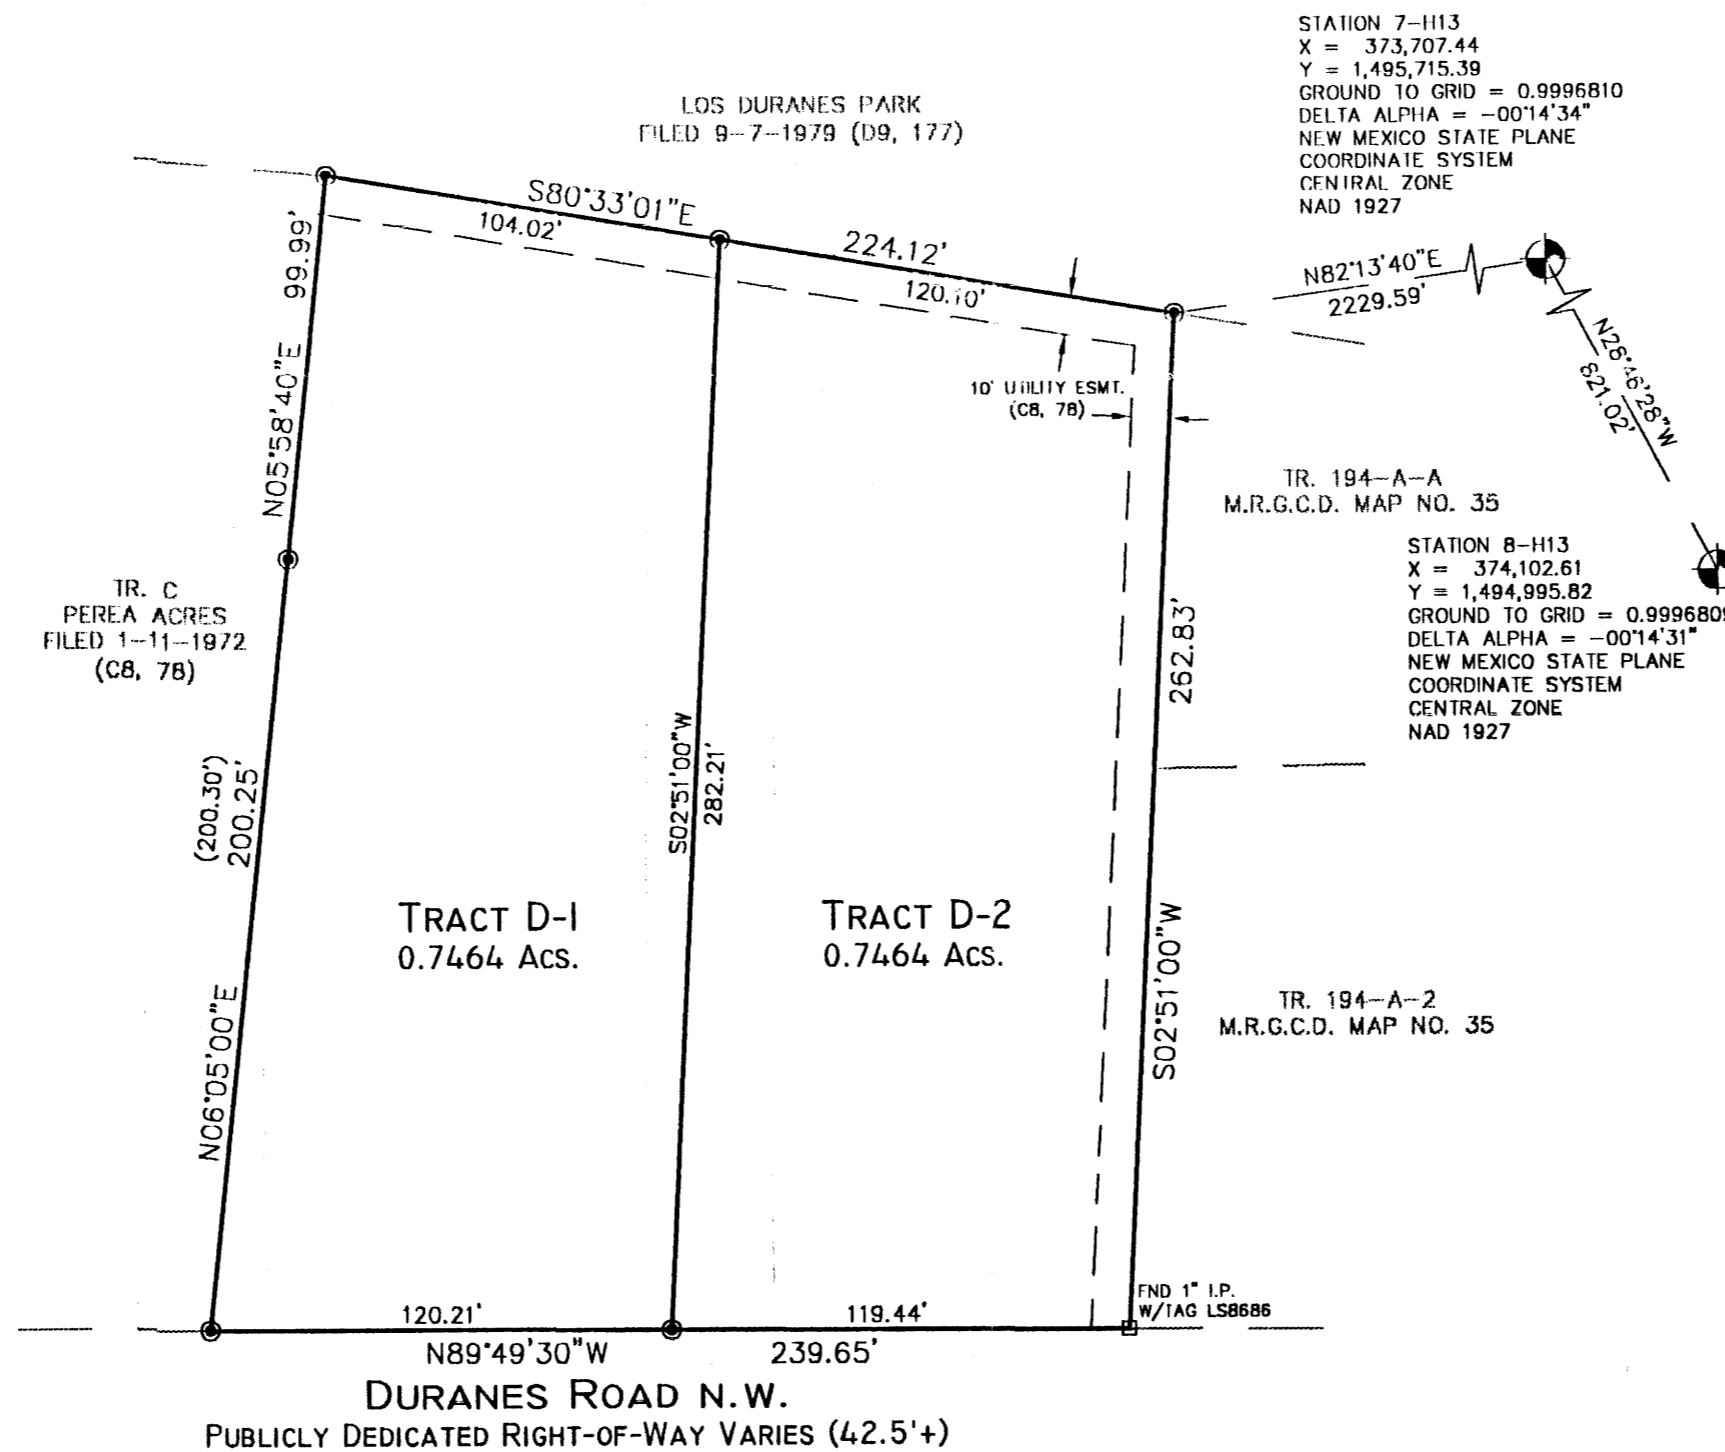 STATION 7-H13
X = 373,707.44
Y = 1,495,715.39
GROUND TO GRID = 0.9996810
DELTA ALPHA = -00°14'34"
NEW MEXICO STATE PLANE
COORDINATE SYSTEM
CENTRAL ZONE
NAD 1927
LOS DURANES PARK
FILED 9-7-1979 (D9, 177)
S80°33'01"E
224.12'
104.02'
120.10'
N82°13'40"E
2229.59'
N28°46'28"W
821.02'
99.99'
N05°58'40"E
10' UTILITY ESMT.
(C8, 78)
TR. 194-A-A
M.R.G.C.D. MAP NO. 35
STATION 8-H13
X = 374,102.61
Y = 1,494,995.82
GROUND TO GRID = 0.9996809
DELTA ALPHA = -00°14'31"
NEW MEXICO STATE PLANE
COORDINATE SYSTEM
CENTRAL ZONE
NAD 1927
TR. C
PEREA ACRES
FILED 1-11-1972
(C8, 78)
262.83'
S02°51'00"W
282.21'
(200.30')
200.25'
N06°05'00"E
TRACT D-1
0.7464 ACS.
TRACT D-2
0.7464 ACS.
S02°51'00"W
TR. 194-A-2
M.R.G.C.D. MAP NO. 35
FND 1" I.P.
W/TAG LS8686
120.21'
119.44'
N89°49'30"W
239.65'
DURANES ROAD N.W.
PUBLICLY DEDICATED RIGHT-OF-WAY VARIES (42.5'+)